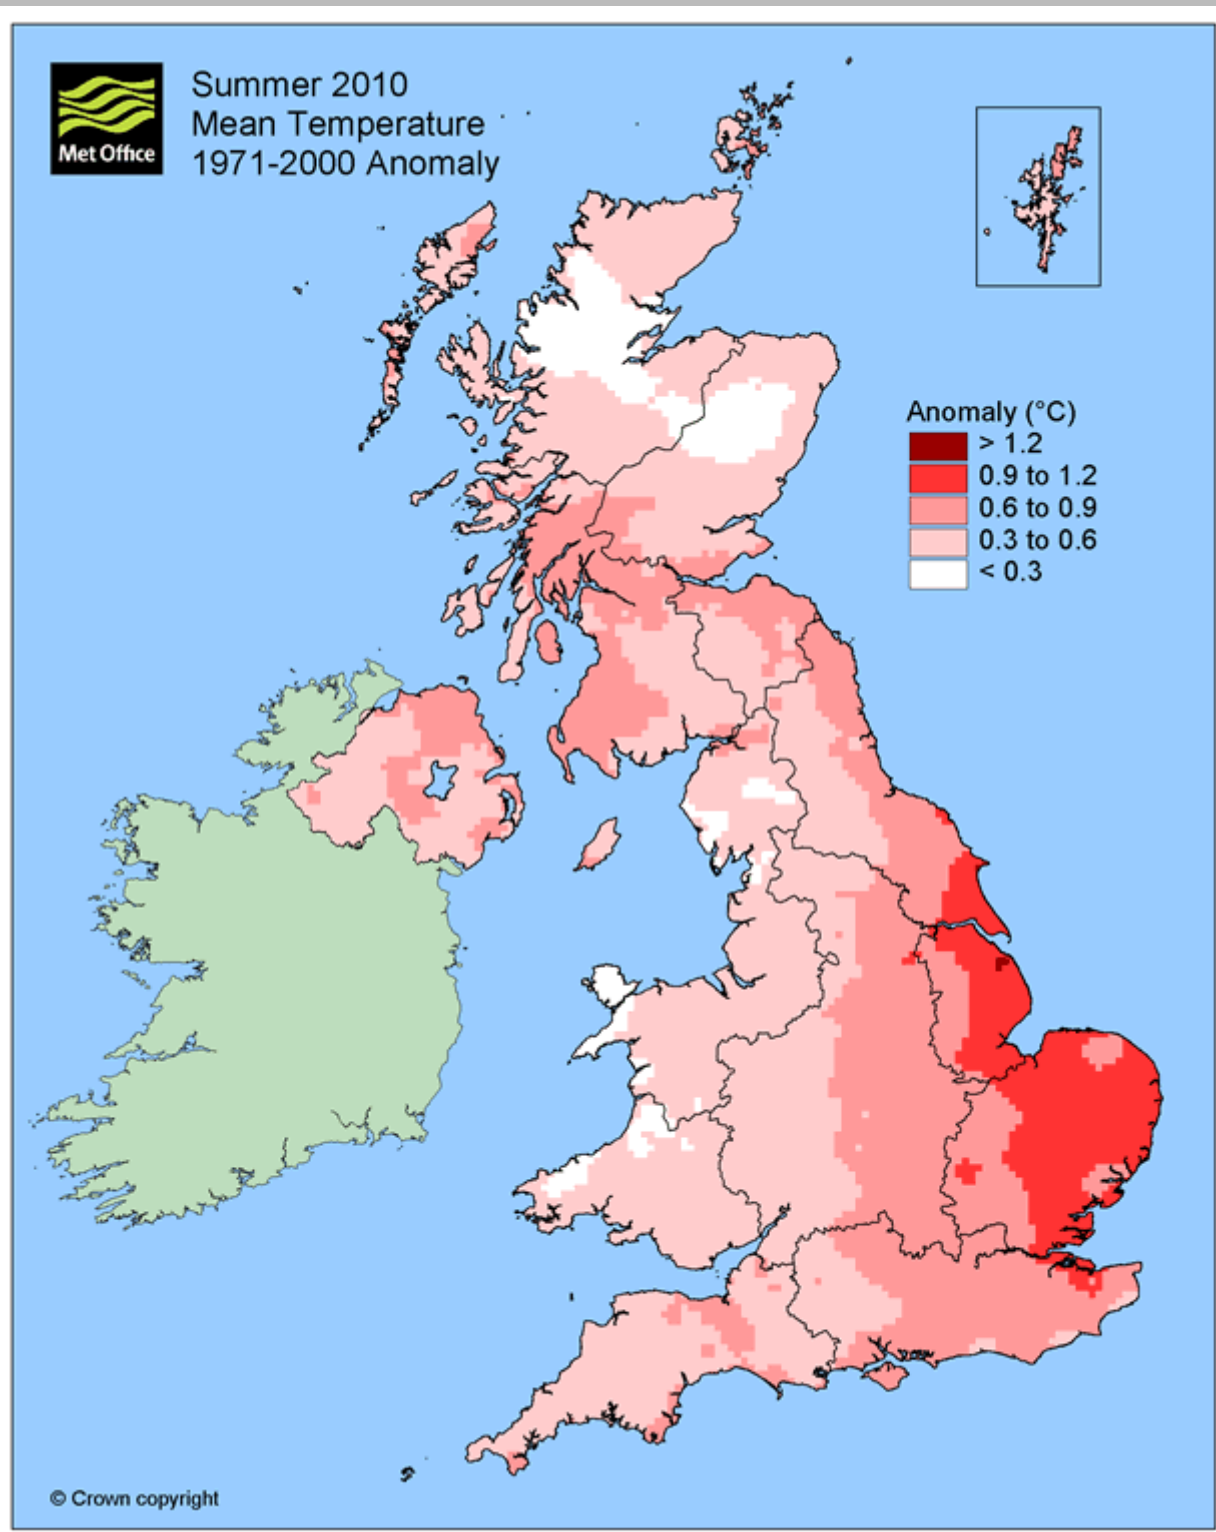 Met Office
Summer 2010
Mean Temperature
1971-2000 Anomaly
Anomaly (°C)
> 1.2
0.9 to 1.2
0.6 to 0.9
0.3 to 0.6
< 0.3
© Crown copyright